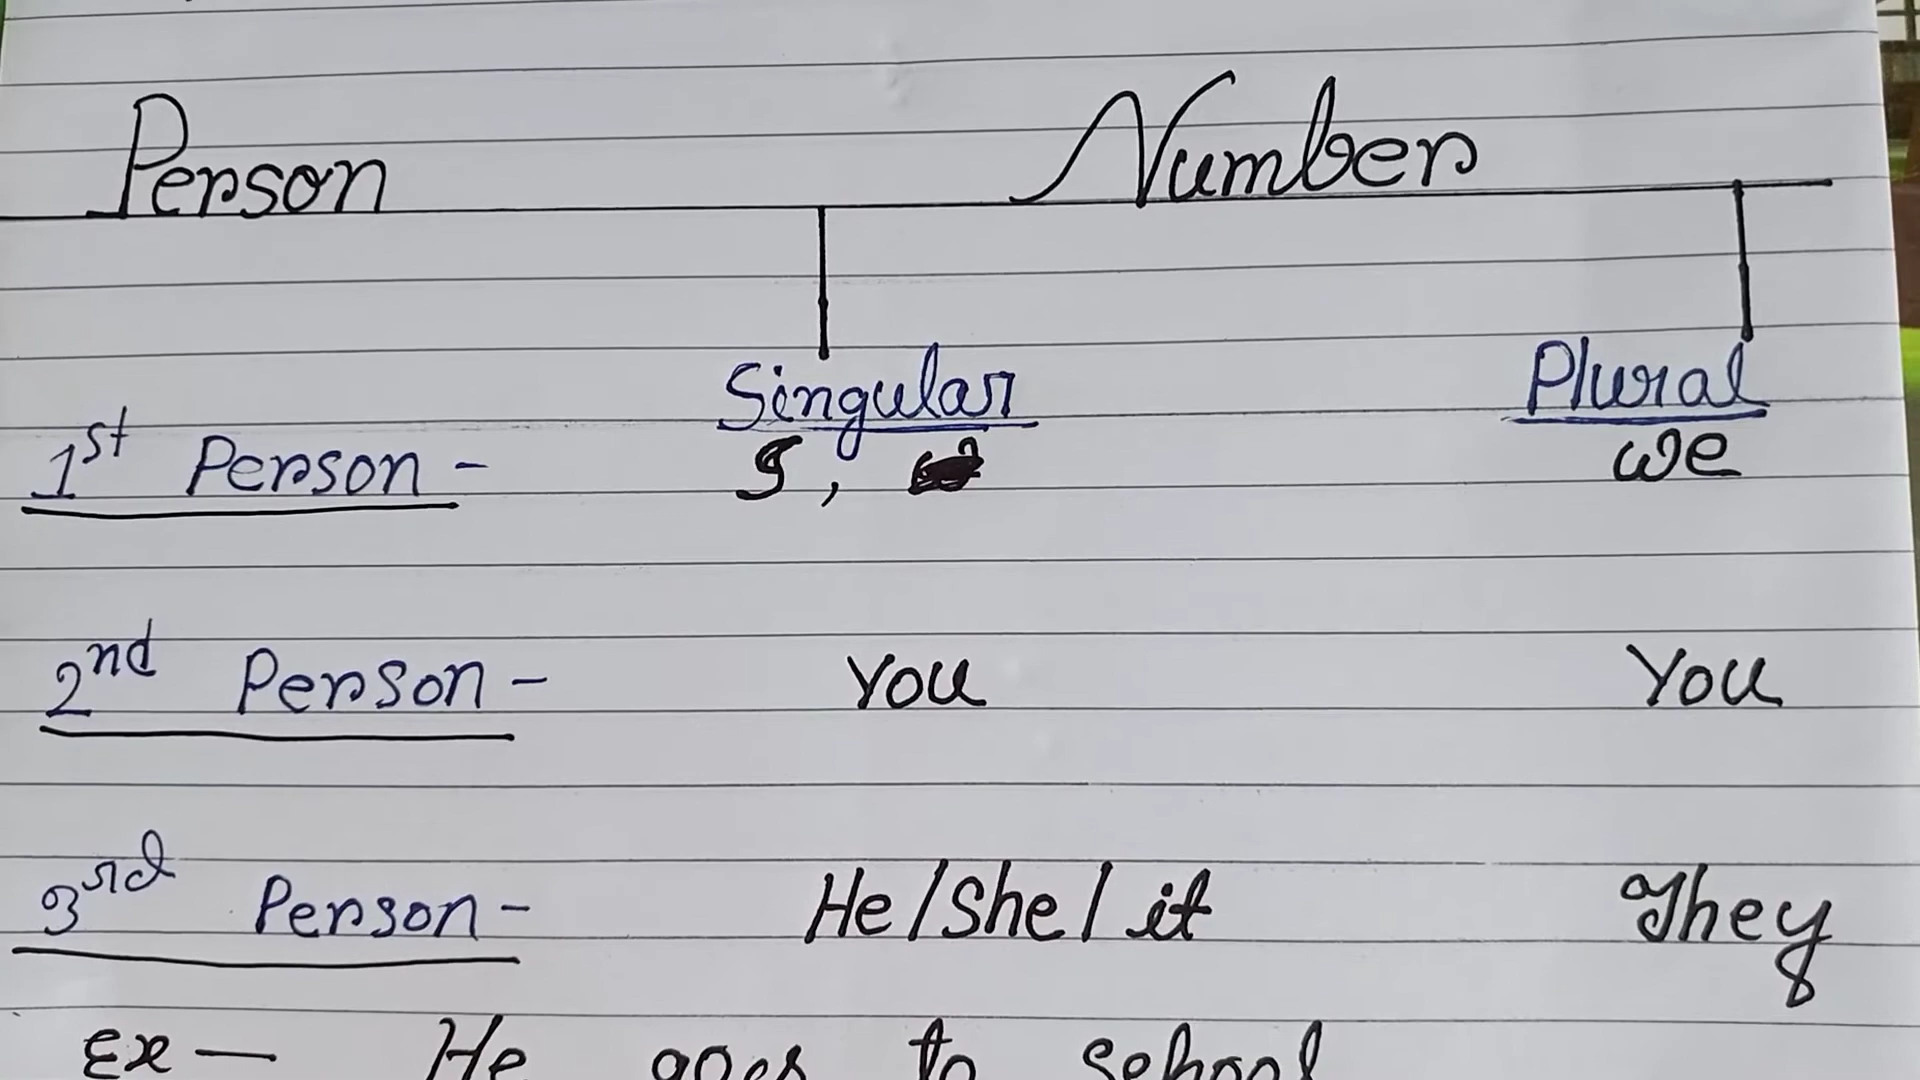 Person Number
Singular Plural
1st Person - I, we
2nd Person - You You
3rd Person - He/She/it They
Ex — He goes to school